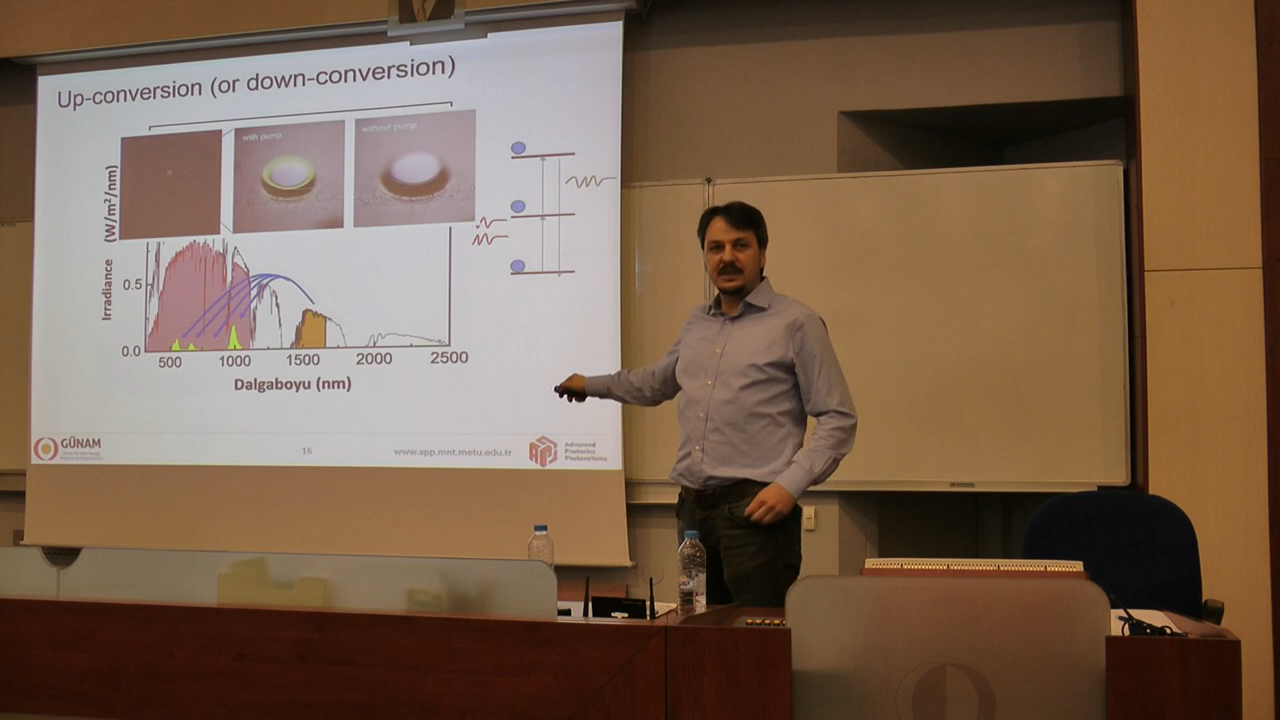 Up-conversion (or down-conversion)
with pump
without pump
Irradiance (W/m²/nm)
0.5
0.0
500 1000 1500 2000 2500
Dalgaboyu (nm)
GÜNAM
16
www.app.mnt.metu.edu.tr
Advanced
Photonics
Photovoltaics